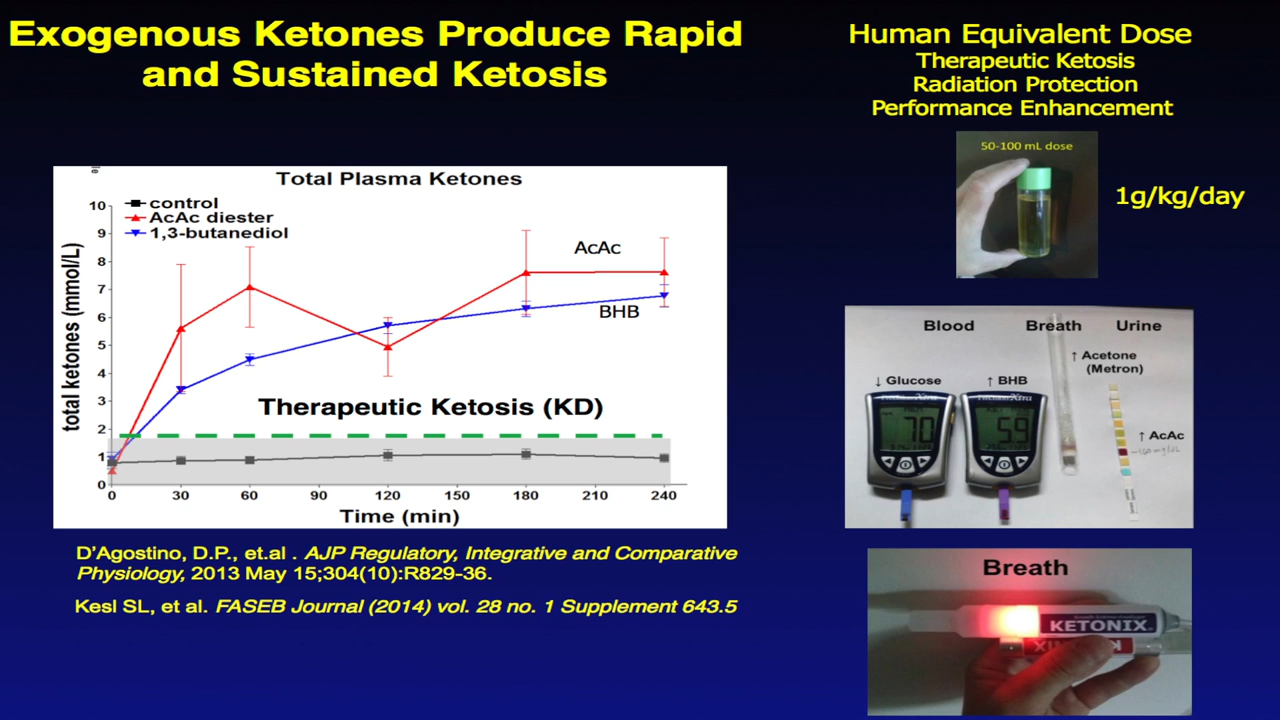 Exogenous Ketones Produce Rapid
and Sustained Ketosis
Total Plasma Ketones
control
AcAc diester
1,3-butanediol
total ketones (mmol/L)
10
9
8
7
6
5
4
3
2
1
0
AcAc
BHB
Therapeutic Ketosis (KD)
0 30 60 90 120 150 180 210 240
Time (min)
D'Agostino, D.P., et.al . AJP Regulatory, Integrative and Comparative
Physiology, 2013 May 15;304(10):R829-36.
Kesl SL, et al. FASEB Journal (2014) vol. 28 no. 1 Supplement 643.5
Human Equivalent Dose
Therapeutic Ketosis
Radiation Protection
Performance Enhancement
50-100 mL dose
1g/kg/day
Blood Breath Urine
↑ Acetone
(Metron)
↓ Glucose ↑ BHB
70 5.9
↑ AcAc
Breath
KETONIX
KETONIX